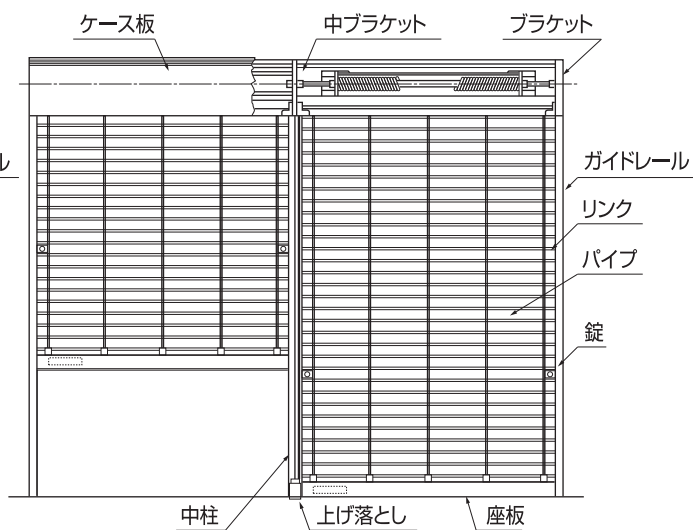 ケース板
中ブラケット
ブラケット
ル
ガイドレール
リンク
パイプ
錠
中柱
上げ落とし
座板